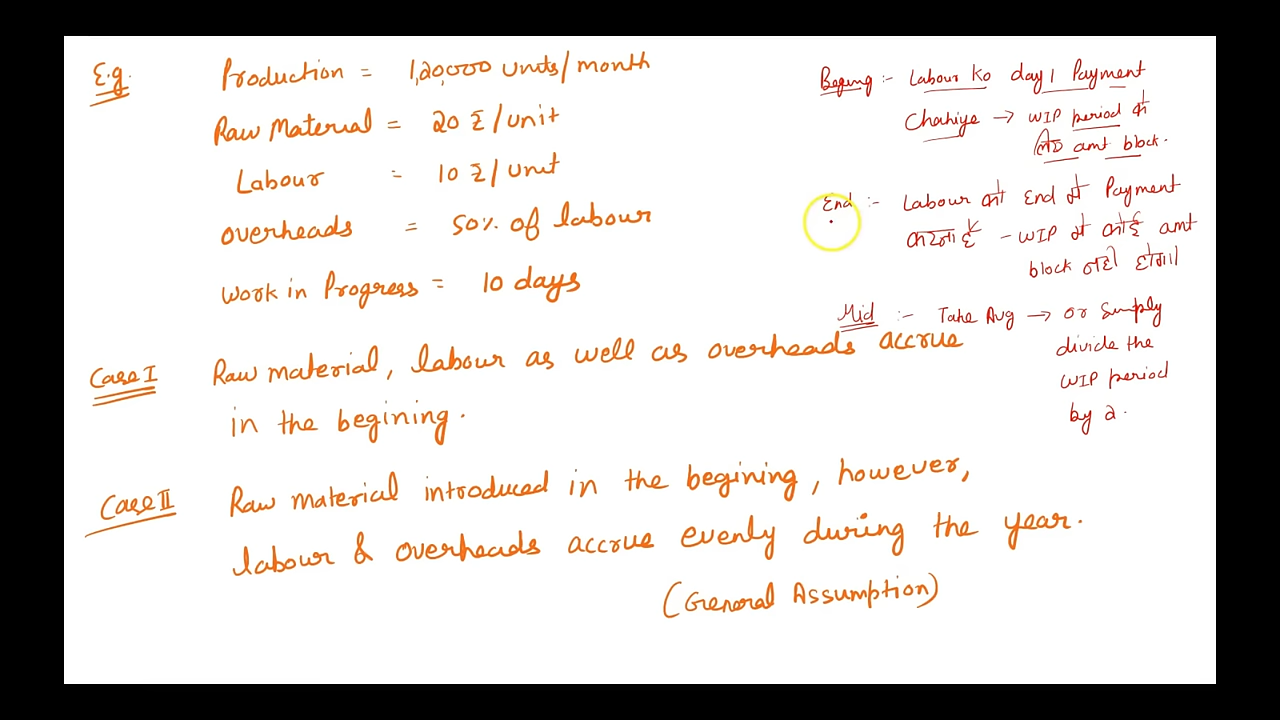 E.g. Production = 1,20,000 units/month
Raw Material = 20 ₹/unit
Labour = 10 ₹/unit
overheads = 50% of labour
Work in Progress = 10 days
Case I Raw material, labour as well as overheads accrue
in the begining.
Case II Raw material introduced in the begining, however,
labour & overheads accrue evenly during the year.
(General Assumption)
Beging :- Labour ko day 1 Payment
Chahiye → WIP period के
लिए amt block.
End :- Labour को End में Payment
करना है - WIP में कोई amt
block नही होगा।
Mid :- Take Avg → or simply
divide the
WIP period
by 2.